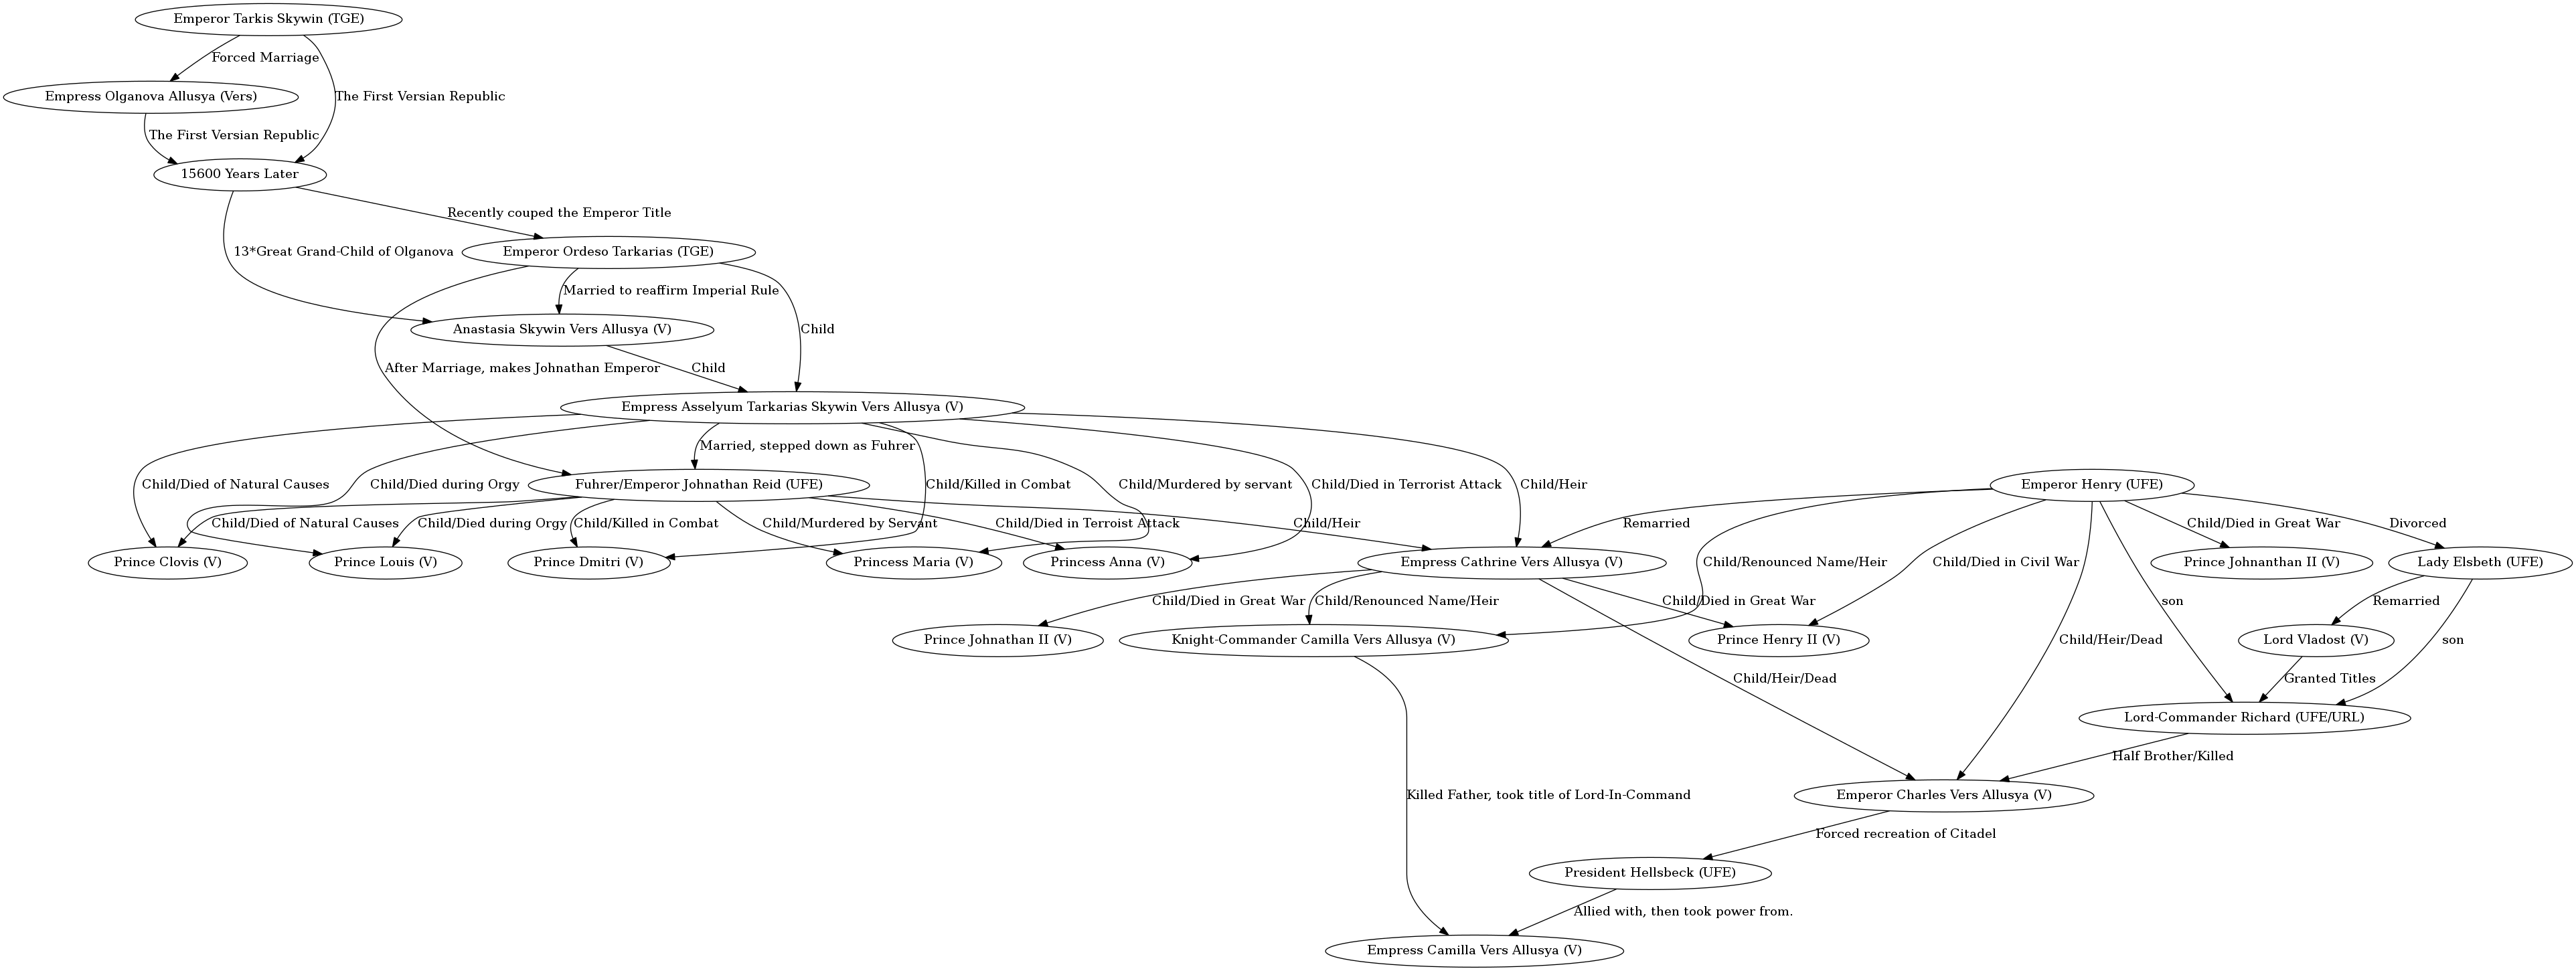 Emperor Tarkis Skywin (TGE)
Forced Marriage
Empress Olganova Allusya (Vers)
The First Versian Republic
The First Versian Republic
15600 Years Later
Recently couped the Emperor Title
13*Great Grand-Child of Olganova
Emperor Ordeso Tarkarias (TGE)
Married to reaffirm Imperial Rule
Anastasia Skywin Vers Allusya (V)
Child
After Marriage, makes Johnathan Emperor
Child
Empress Asselyum Tarkarias Skywin Vers Allusya (V)
Married, stepped down as Fuhrer
Child/Died of Natural Causes
Child/Died during Orgy
Fuhrer/Emperor Johnathan Reid (UFE)
Child/Killed in Combat
Child/Murdered by servant
Child/Died in Terrorist Attack
Child/Heir
Emperor Henry (UFE)
Child/Died of Natural Causes
Child/Died during Orgy
Child/Killed in Combat
Child/Murdered by Servant
Child/Died in Terroist Attack
Child/Heir
Remarried
Child/Died in Great War
Divorced
Prince Clovis (V)
Prince Louis (V)
Prince Dmitri (V)
Princess Maria (V)
Princess Anna (V)
Empress Cathrine Vers Allusya (V)
Child/Renounced Name/Heir
Child/Died in Civil War
Prince Johnanthan II (V)
Lady Elsbeth (UFE)
Child/Died in Great War
Child/Renounced Name/Heir
Child/Died in Great War
son
Remarried
Prince Johnathan II (V)
Knight-Commander Camilla Vers Allusya (V)
Prince Henry II (V)
Child/Heir/Dead
Lord Vladost (V)
son
Child/Heir/Dead
Granted Titles
Lord-Commander Richard (UFE/URL)
Half Brother/Killed
Killed Father, took title of Lord-In-Command
Emperor Charles Vers Allusya (V)
Forced recreation of Citadel
President Hellsbeck (UFE)
Allied with, then took power from.
Empress Camilla Vers Allusya (V)